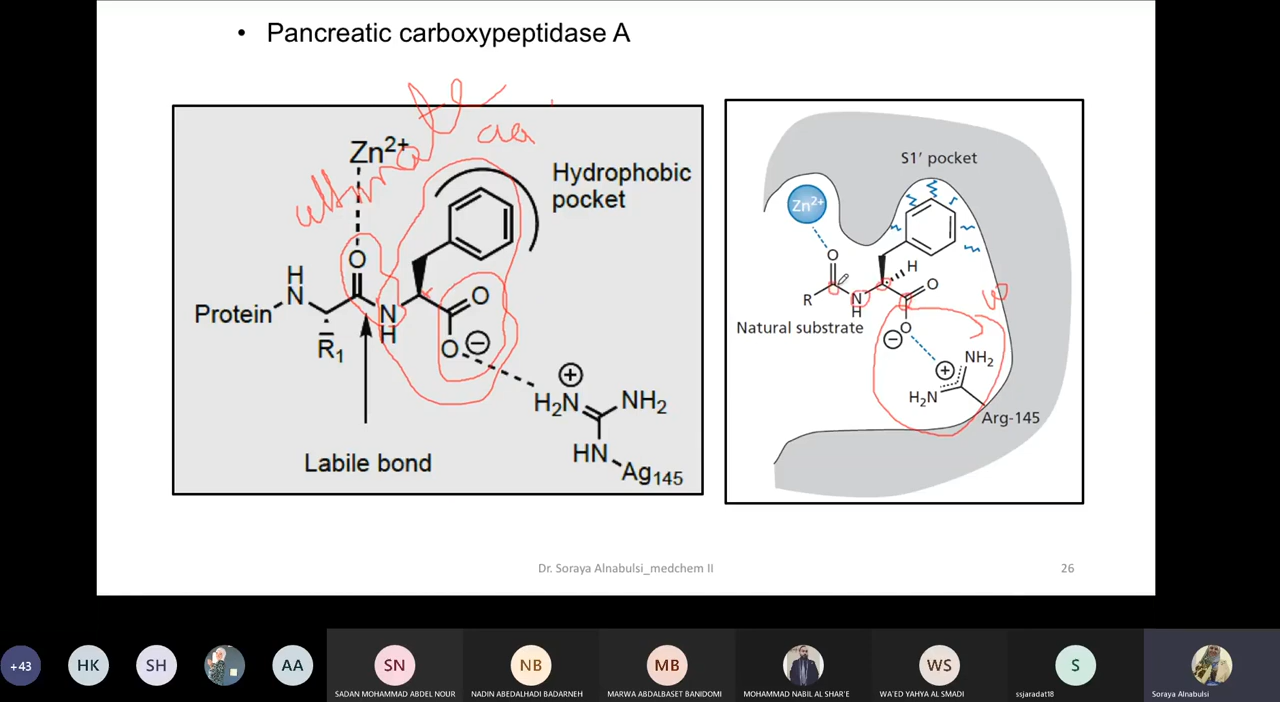 • Pancreatic carboxypeptidase A
ultimate
aa
Zn2+
Hydrophobic
pocket
O
H
N
Protein
R1
N
H
O
O
−
+
H2N
NH2
HN
Ag145
Labile bond
S1' pocket
Zn2+
O
H
R
N
H
O
O
Natural substrate
−
+
NH2
H2N
Arg-145
Dr. Soraya Alnabulsi_medchem II
26
+43
HK
SH
AA
SN
NB
MB
WS
S
SADAN MOHAMMAD ABDEL NOUR
NADIN ABEDALHADI BADARNEH
MARWA ABDALBASET BANIDOMI
MOHAMMAD NABIL AL SHAR'E
WA'ED YAHYA AL SMADI
ssjaradat18
Soraya Alnabulsi